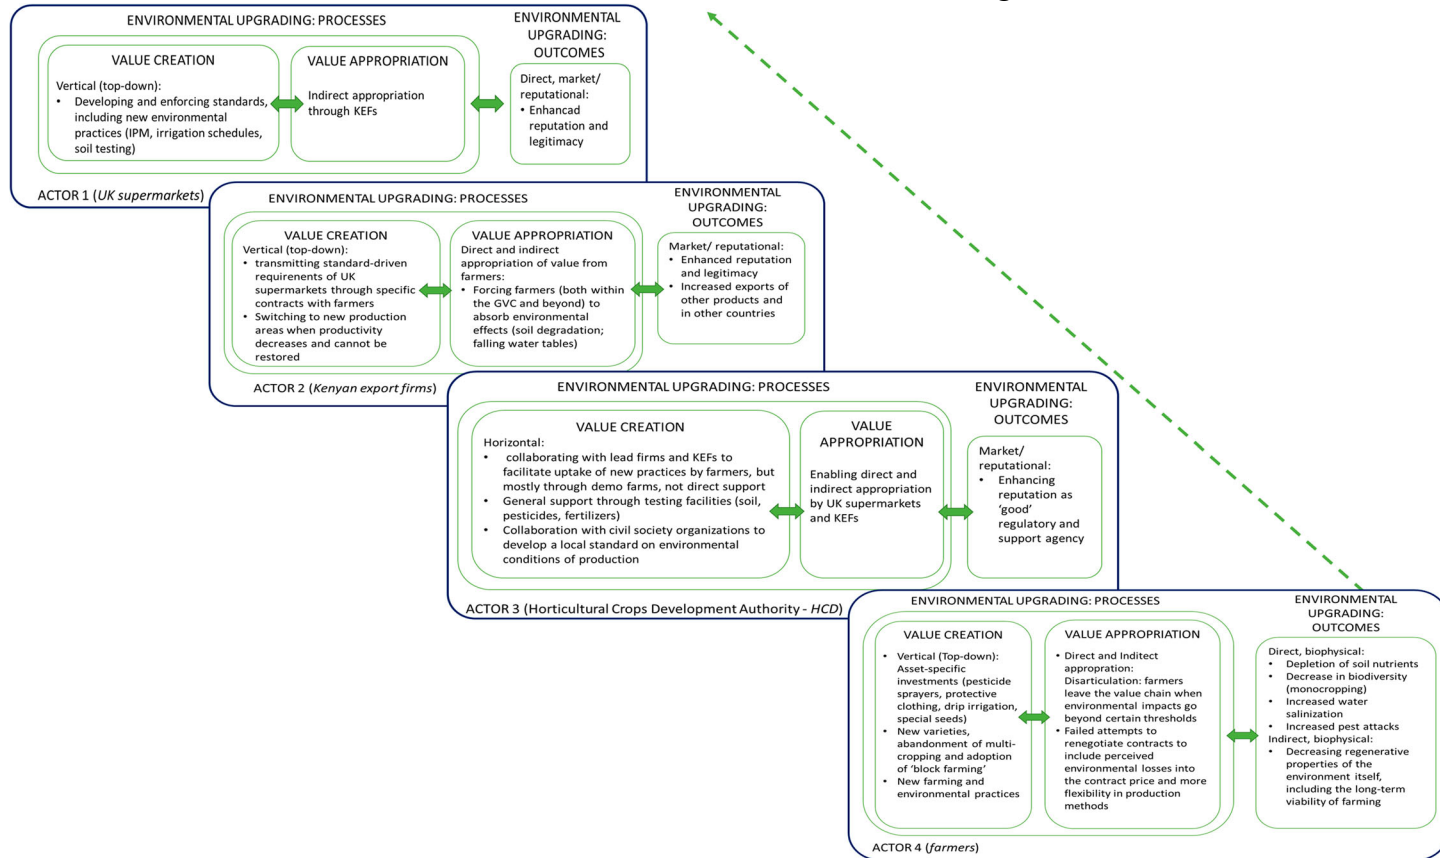 ENVIRONMENTAL UPGRADING: PROCESSES
ENVIRONMENTAL
UPGRADING:
OUTCOMES
VALUE CREATION
Vertical (top-down):
• Developing and enforcing standards,
including new environmental
practices (IPM, irrigation schedules,
soil testing)
VALUE APPROPRIATION
Indirect appropriation
through KEFs
Direct, market/
reputational:
• Enhancad
reputation and
legitimacy
ACTOR 1 (UK supermarkets)
ENVIRONMENTAL UPGRADING: PROCESSES
ENVIRONMENTAL
UPGRADING:
OUTCOMES
VALUE CREATION
Vertical (top-down):
• transmitting standard-driven
requirenents of UK
supermarkets through specific
contracts with farmers
• Switching to new production
areas when productivity
decreases and cannot be
restored
VALUE APPROPRIATION
Direct and indirect
appropriation of value from
farmers:
• Forcing farmers (both within
the GVC and beyond) to
absorb environmental
effects (soil degradation;
falling water tables)
Market/ reputational:
• Enhanced reputation
and legitimacy
• Increased exports of
other products and
in other countries
ACTOR 2 (Kenyan export firms)
ENVIRONMENTAL UPGRADING: PROCESSES
ENVIRONMENTAL
UPGRADING:
OUTCOMES
VALUE CREATION
Horizontal:
• collaborating with lead firms and KEFs to
facilitate uptake of new practices by farmers, but
mostly through demo farms, not direct support
• General support through testing facilities (soil,
pesticides, fertilizers)
• Collaboration with civil society organizations to
develop a local standard on environmental
conditions of production
VALUE
APPROPRIATION
Enabling direct and
indirect appropriation
by UK supermarkets
and KEFs
Market/
reputational:
• Enhancing
reputation as
‘good’
regulatory and
support agency
ACTOR 3 (Horticultural Crops Development Authority - HCD)
ENVIRONMENTAL UPGRADING: PROCESSES
ENVIRONMENTAL
UPGRADING:
OUTCOMES
VALUE CREATION
• Vertical (Top-down):
Asset-specific
investments (pesticide
sprayers, protective
clothing, drip irrigation,
special seeds)
• New varieties,
abandonment of multi-
cropping and adoption
of ‘block farming’
• New farming and
environmental practices
VALUE APPROPRIATION
• Direct and Inditect
appropration:
Disarticulation: farmers
leave the value chain when
environmental impacts go
beyond certain thresholds
• Failed attempts to
renegotiate contracts to
include perceived
environmental losses into
the contract price and more
flexibility in production
methods
Direct, biophysical:
• Depletion of soil nutrients
• Decrease in biodiversity
(monocropping)
• Increased water
salinization
• Increased pest attacks
Indirect, biophysical:
• Decreasing regenerative
properties of the
environment itself,
including the long-term
viability of farming
ACTOR 4 (farmers)